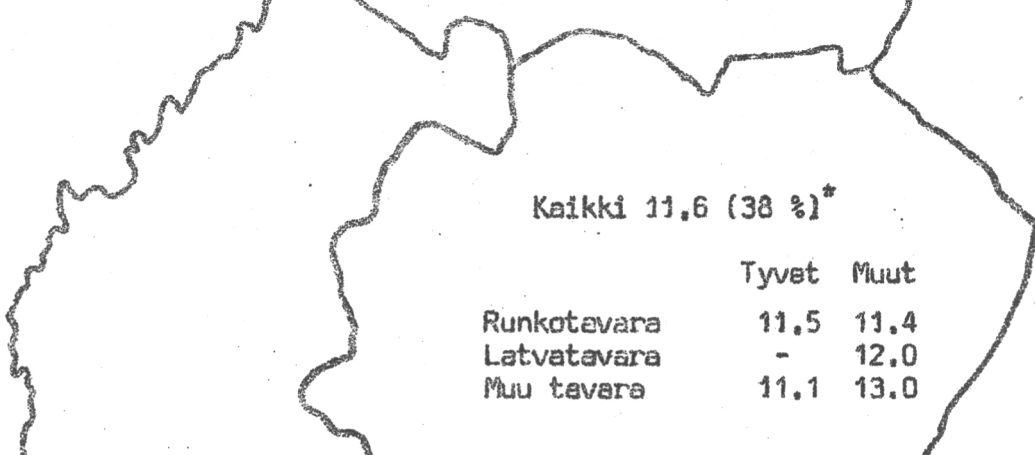 Kaikki 11.6 (38 %)*
Tyvet Muut
Runkotavara 11.5 11.4
Latvatavara - 12.0
Muu tavara 11.1 13.0